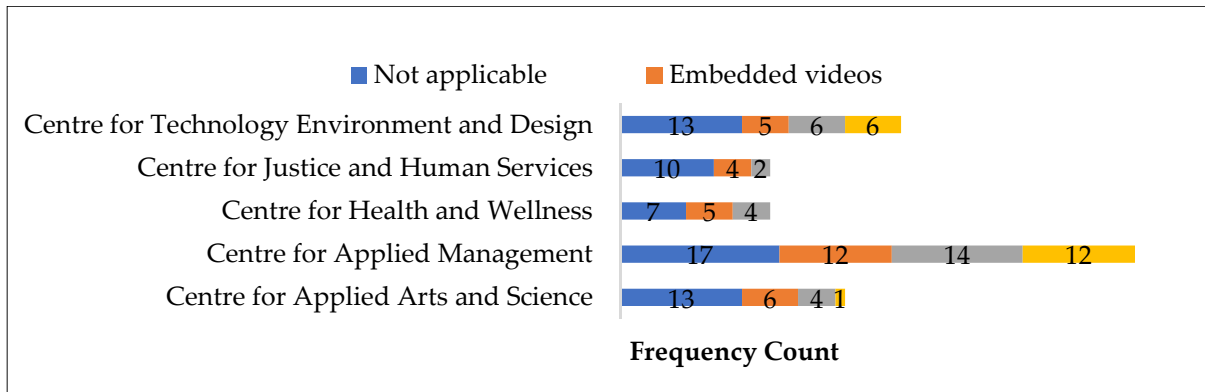 Not applicable Embedded videos
Centre for Technology Environment and Design 13 5 6 6
Centre for Justice and Human Services 10 4 2
Centre for Health and Wellness 7 5 4
Centre for Applied Management 17 12 14 12
Centre for Applied Arts and Science 13 6 4 1
Frequency Count